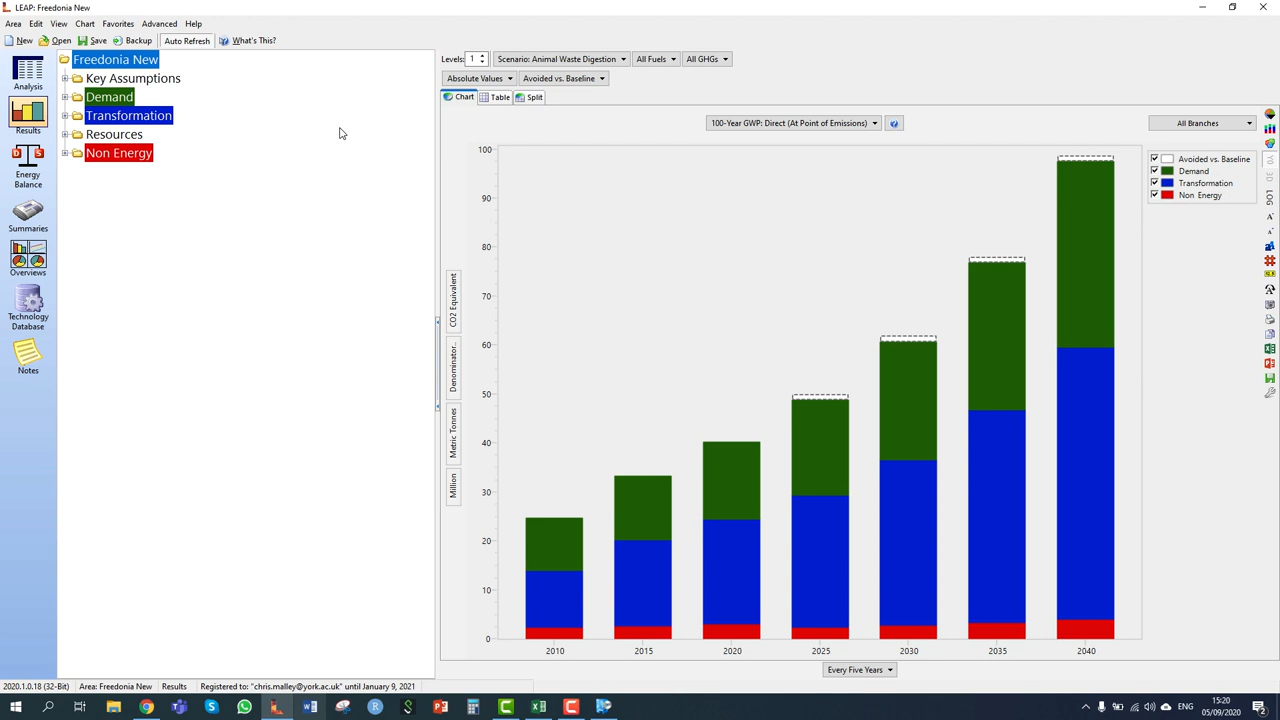 LEAP: Freedonia New
Area Edit View Chart Favorites Advanced Help
New Open Save Backup Auto Refresh What's This?
Analysis
Results
Energy
Balance
Summaries
Overviews
Technology
Database
Notes
Freedonia New
Key Assumptions
Demand
Transformation
Resources
Non Energy
Levels: 1 Scenario: Animal Waste Digestion All Fuels All GHGs
Absolute Values Avoided vs. Baseline
Chart Table Split
100-Year GWP: Direct (At Point of Emissions) All Branches
Avoided vs. Baseline
Demand
Transformation
Non Energy
Y0
3D
LOG
CO2 Equivalent
Denominator..
Metric Tonnes
Million
100
90
80
70
60
50
40
30
20
10
0
2010 2015 2020 2025 2030 2035 2040
Every Five Years
2020.1.0.18 (32-Bit) Area: Freedonia New Results Registered to: "chris.malley@york.ac.uk" until January 9, 2021
ENG
15:20
05/09/2020
2